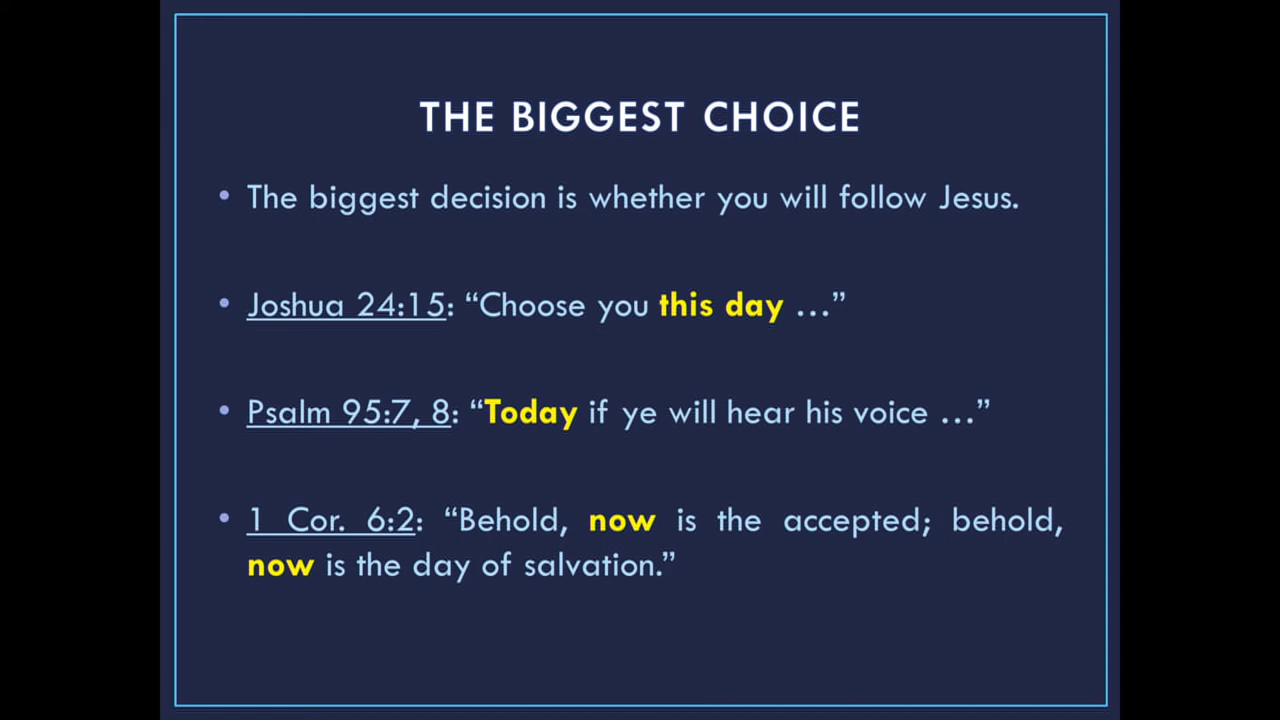 THE BIGGEST CHOICE
• The biggest decision is whether you will follow Jesus.
• Joshua 24:15: “Choose you this day …”
• Psalm 95:7, 8: “Today if ye will hear his voice …”
• 1 Cor. 6:2: “Behold, now is the accepted; behold,
now is the day of salvation.”